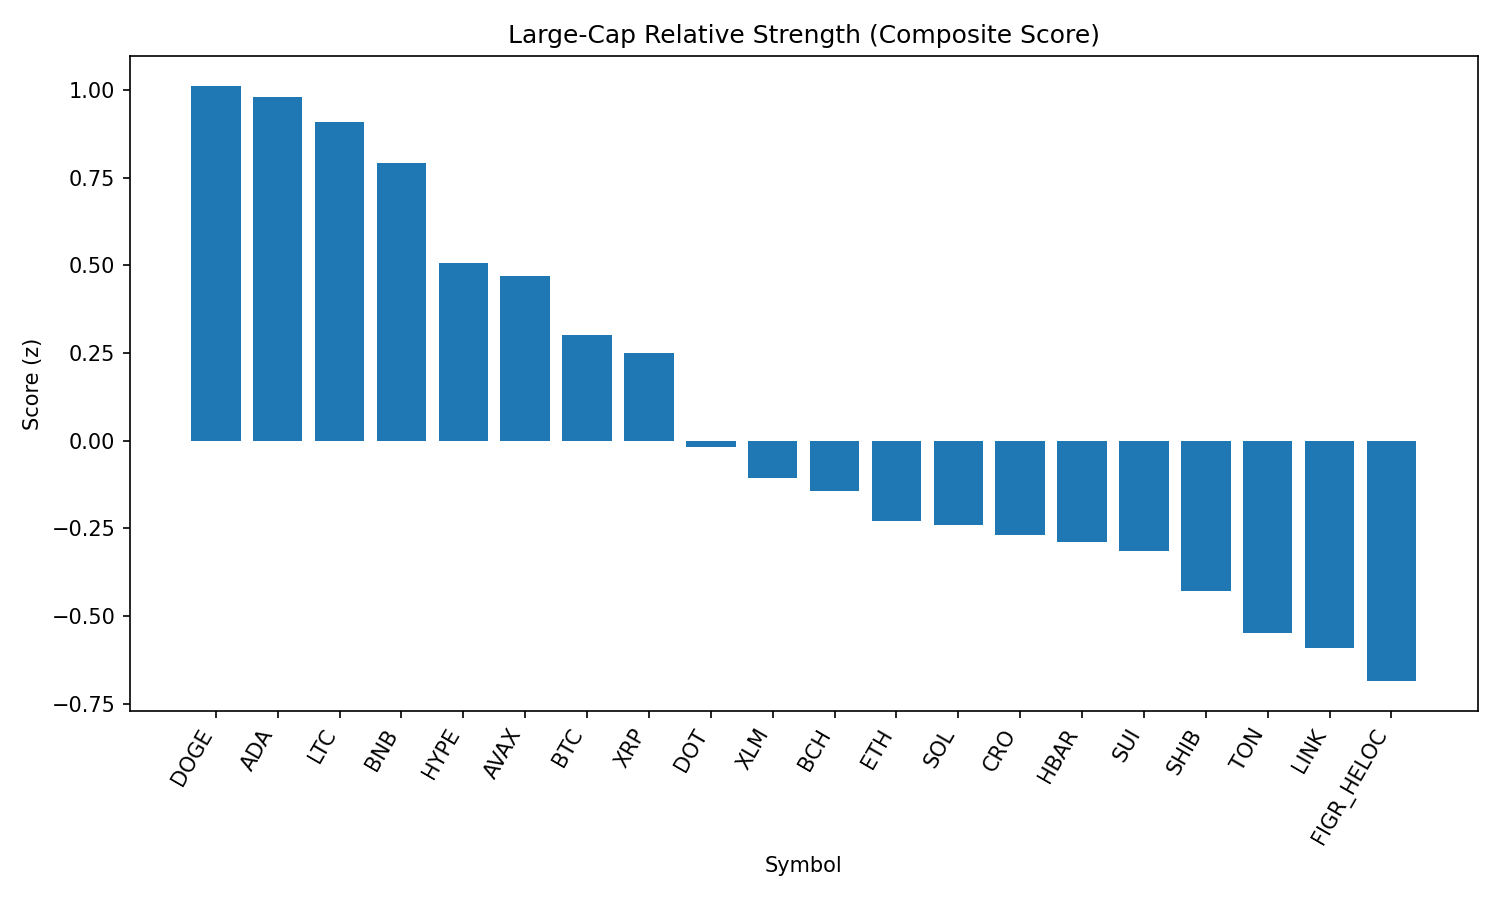 Large-Cap Relative Strength (Composite Score)
Score (z)
1.00
0.75
0.50
0.25
0.00
−0.25
−0.50
−0.75
DOGE
ADA
LTC
BNB
HYPE
AVAX
BTC
XRP
DOT
XLM
BCH
ETH
SOL
CRO
HBAR
SUI
SHIB
TON
LINK
FIGR_HELOC
Symbol